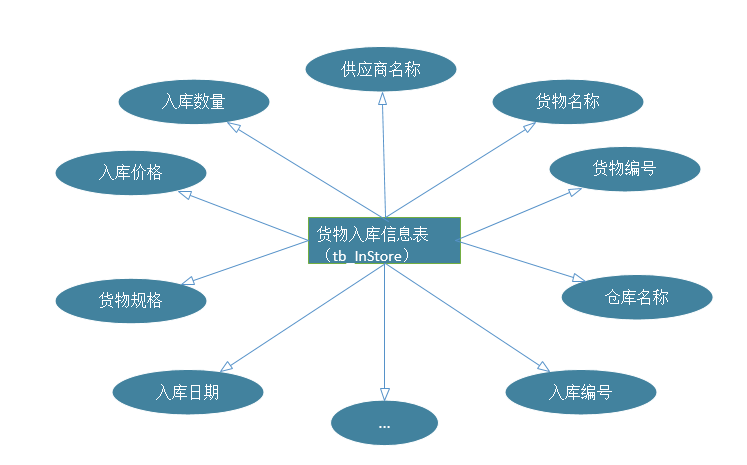 供应商名称
入库数量
货物名称
入库价格
货物编号
货物入库信息表
（tb_InStore）
货物规格
仓库名称
入库日期
入库编号
...